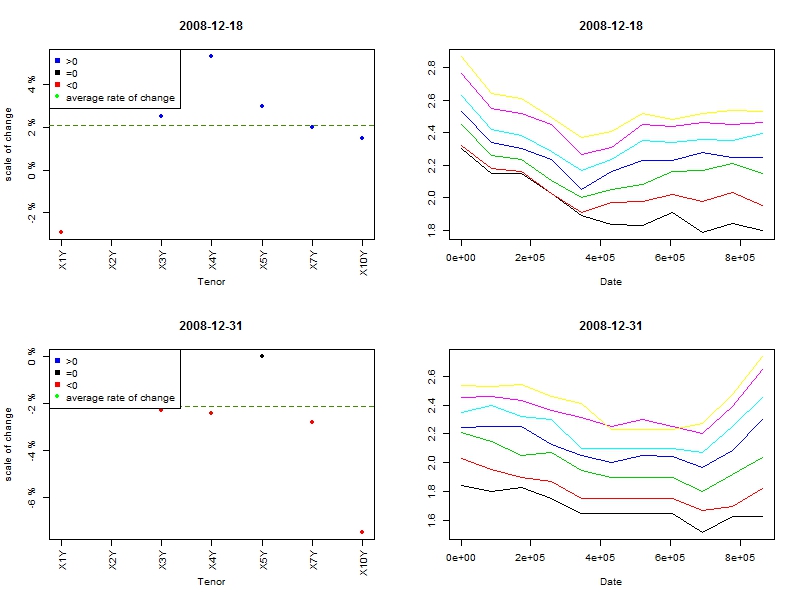 2008-12-18
>0
=0
<0
average rate of change
4 %
2 %
0 %
-2 %
scale of change
X1Y X2Y X3Y X4Y X5Y X7Y X10Y
Tenor
2008-12-18
2.8
2.6
2.4
2.2
2.0
1.8
0e+00 2e+05 4e+05 6e+05 8e+05
Date
2008-12-31
>0
=0
<0
average rate of change
0 %
-2 %
-4 %
-6 %
scale of change
X1Y X2Y X3Y X4Y X5Y X7Y X10Y
Tenor
2008-12-31
2.6
2.4
2.2
2.0
1.8
1.6
0e+00 2e+05 4e+05 6e+05 8e+05
Date